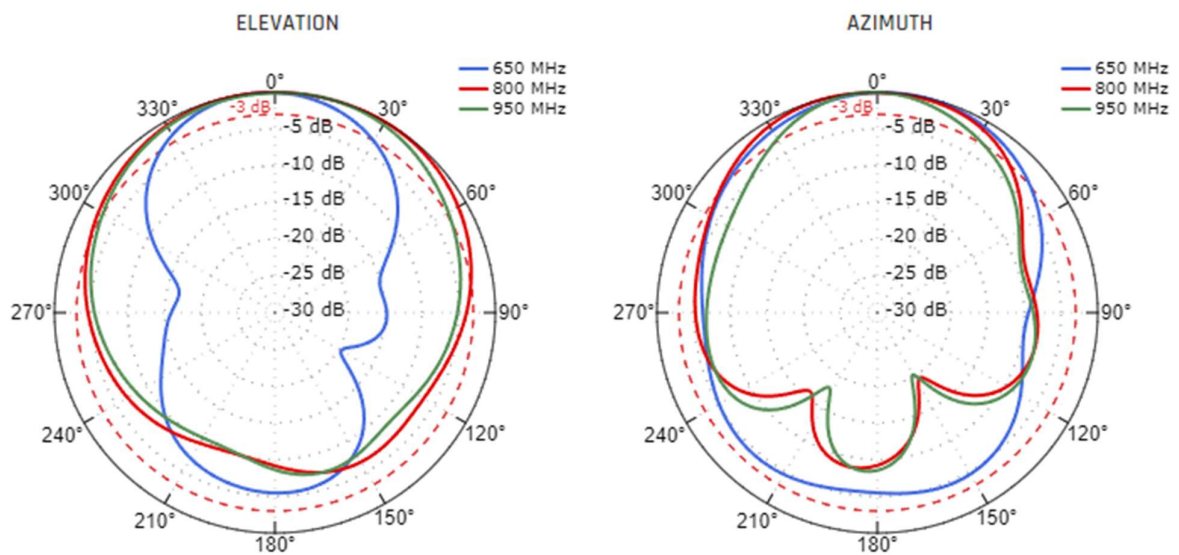 ELEVATION
650 MHz
800 MHz
950 MHz
0°
330°
-3 dB
30°
-5 dB
-10 dB
300°
60°
-15 dB
-20 dB
-25 dB
270°
-30 dB
90°
240°
120°
210°
150°
180°
AZIMUTH
650 MHz
800 MHz
950 MHz
0°
330°
-3 dB
30°
-5 dB
-10 dB
300°
60°
-15 dB
-20 dB
-25 dB
270°
-30 dB
90°
240°
120°
210°
150°
180°